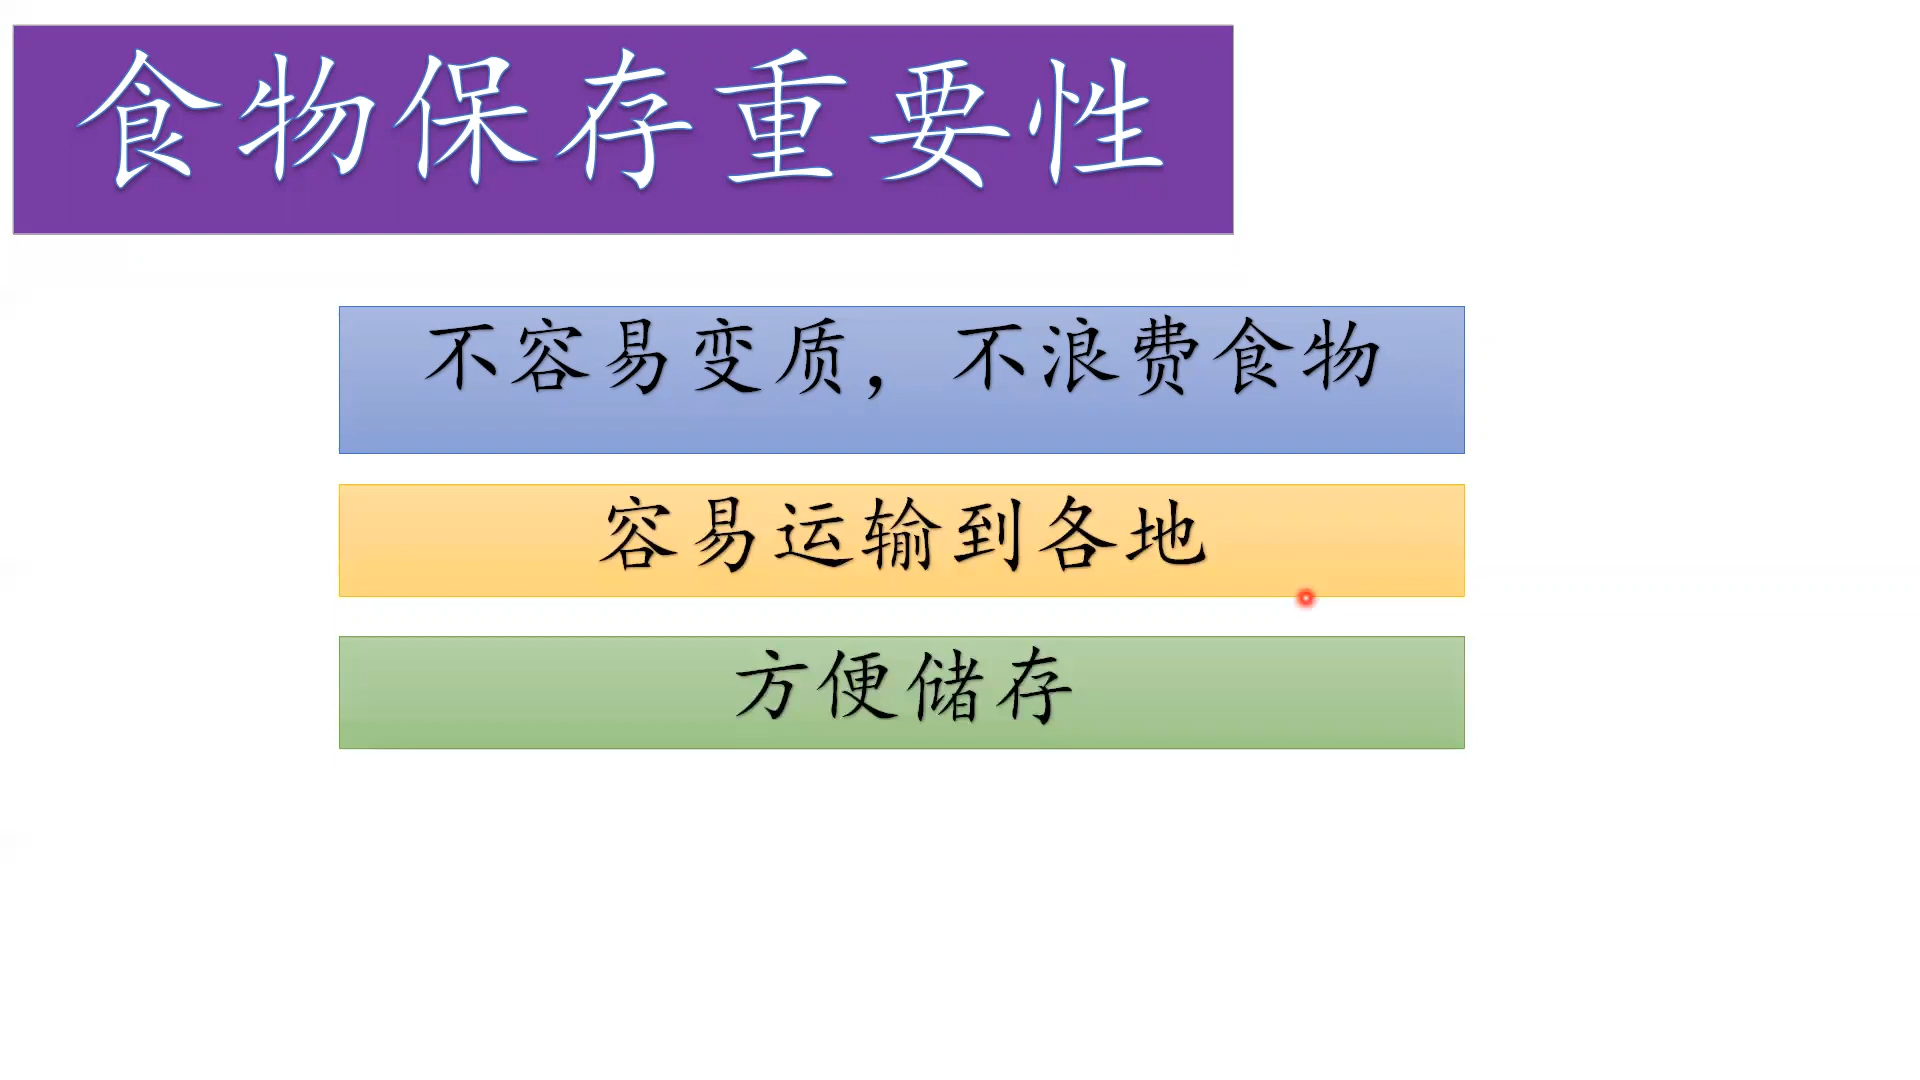 食物保存重要性
不容易变质，不浪费食物
容易运输到各地
方便储存